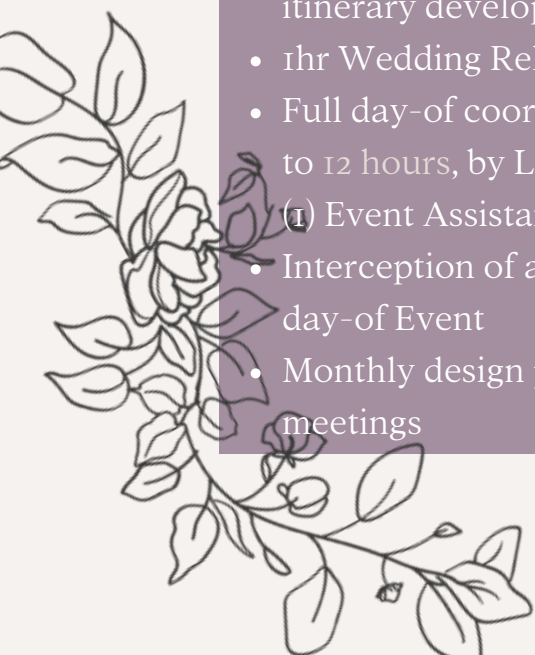 itinerary develop
1hr Wedding Re
Full day-of coor
to 12 hours, by L
(1) Event Assista
Interception of a
day-of Event
Monthly design
meetings